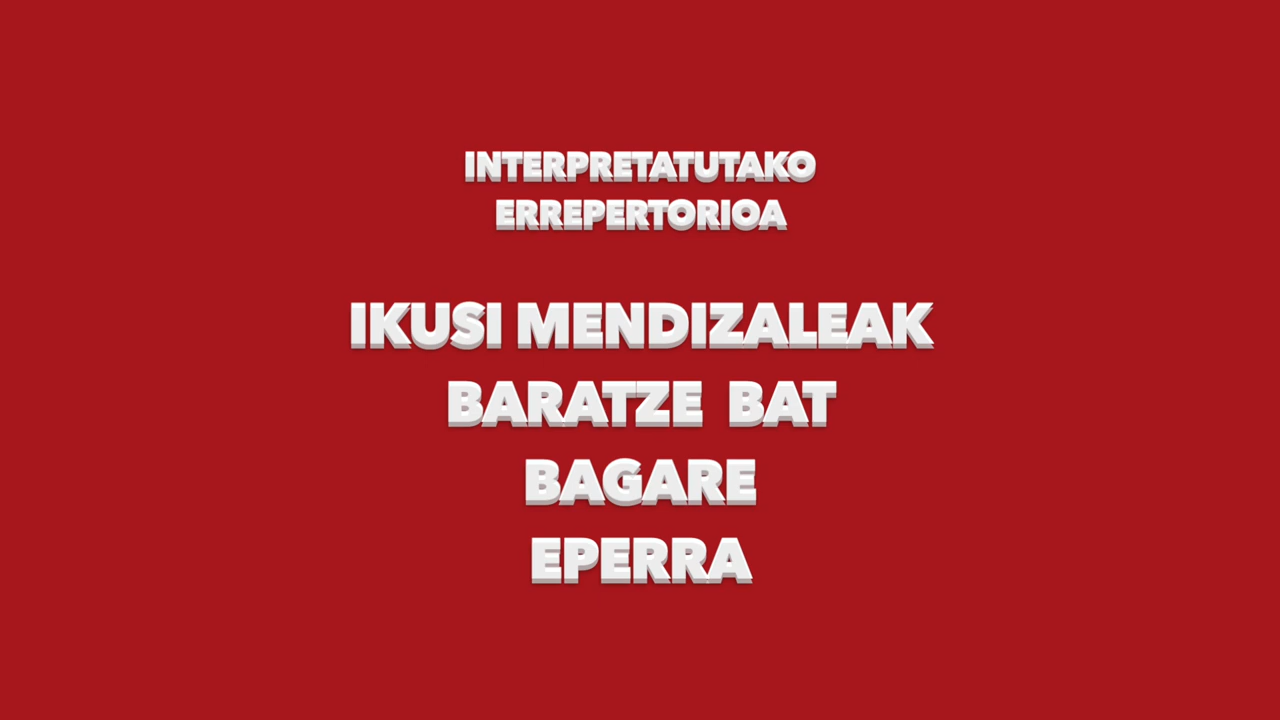 INTERPRETATUTAKO
ERREPERTORIOA
IKUSI MENDIZALEAK
BARATZE BAT
BAGARE
EPERRA